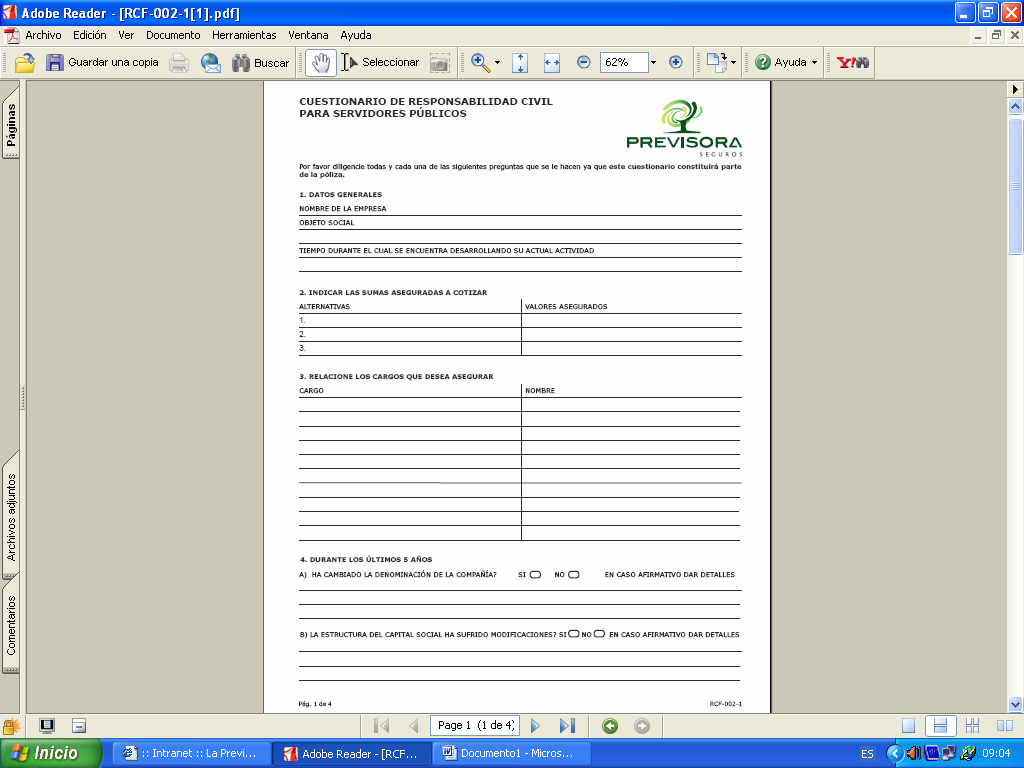 Adobe Reader - [RCF-002-1[1].pdf]
Archivo Edición Ver Documento Herramientas Ventana Ayuda
Guardar una copia Buscar Seleccionar 62% Ayuda Y!
Páginas
Archivos adjuntos
Comentarios
CUESTIONARIO DE RESPONSABILIDAD CIVIL
PARA SERVIDORES PÚBLICOS
PREVISORA
SEGUROS
Por favor diligencie todas y cada una de las siguientes preguntas que se le hacen ya que este cuestionario constituirá parte
de la póliza.
1. DATOS GENERALES
NOMBRE DE LA EMPRESA
OBJETO SOCIAL
TIEMPO DURANTE EL CUAL SE ENCUENTRA DESARROLLANDO SU ACTUAL ACTIVIDAD
2. INDICAR LAS SUMAS ASEGURADAS A COTIZAR
ALTERNATIVAS VALORES ASEGURADOS
1.
2.
3.
3. RELACIONE LOS CARGOS QUE DESEA ASEGURAR
CARGO NOMBRE
4. DURANTE LOS ÚLTIMOS 5 AÑOS
A) HA CAMBIADO LA DENOMINACIÓN DE LA COMPAÑÍA? SI NO EN CASO AFIRMATIVO DAR DETALLES
B) LA ESTRUCTURA DEL CAPITAL SOCIAL HA SUFRIDO MODIFICACIONES? SI NO EN CASO AFIRMATIVO DAR DETALLES
Pág. 1 de 4 RCF-002-1
Page 1 (1 de 4)
Inicio :: Intranet :: La Previ... Adobe Reader - [RCF... Documento1 - Micros... ES 09:04